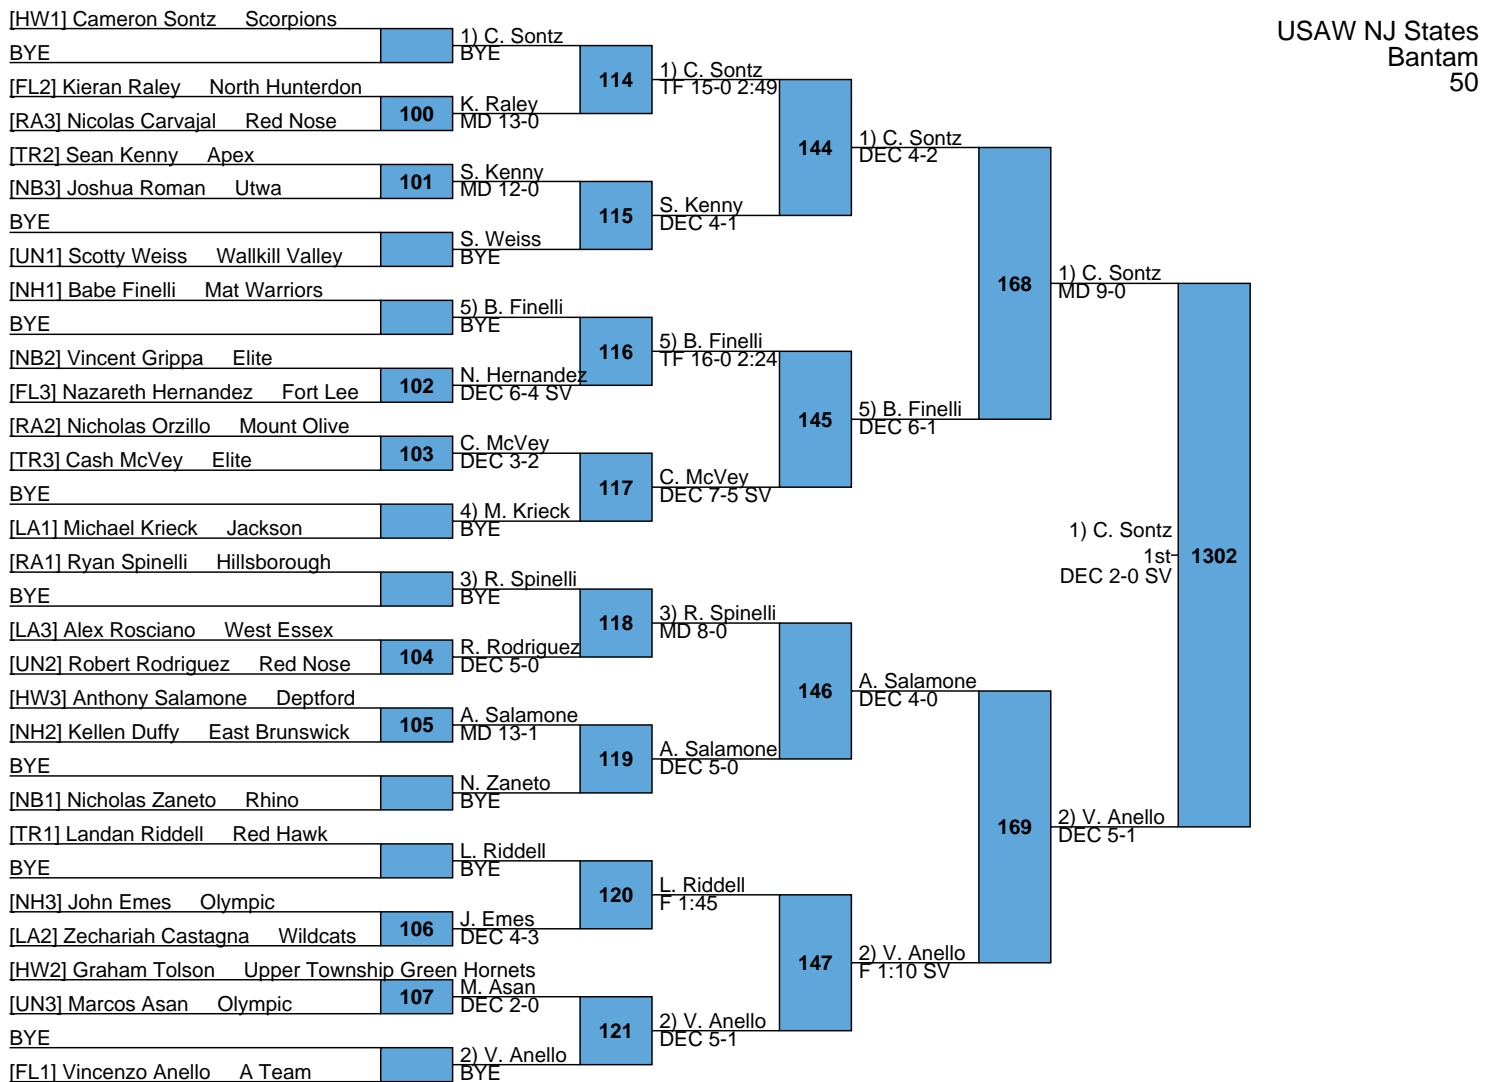 USAW NJ States
Bantam
50
[HW1] Cameron Sontz Scorpions
BYE
[FL2] Kieran Raley North Hunterdon
[RA3] Nicolas Carvajal Red Nose
[TR2] Sean Kenny Apex
[NB3] Joshua Roman Utwa
BYE
[UN1] Scotty Weiss Wallkill Valley
[NH1] Babe Finelli Mat Warriors
BYE
[NB2] Vincent Grippa Elite
[FL3] Nazareth Hernandez Fort Lee
[RA2] Nicholas Orzillo Mount Olive
[TR3] Cash McVey Elite
BYE
[LA1] Michael Krieck Jackson
[RA1] Ryan Spinelli Hillsborough
BYE
[LA3] Alex Rosciano West Essex
[UN2] Robert Rodriguez Red Nose
[HW3] Anthony Salamone Deptford
[NH2] Kellen Duffy East Brunswick
BYE
[NB1] Nicholas Zaneto Rhino
[TR1] Landan Riddell Red Hawk
BYE
[NH3] John Emes Olympic
[LA2] Zechariah Castagna Wildcats
[HW2] Graham Tolson Upper Township Green Hornets
[UN3] Marcos Asan Olympic
BYE
[FL1] Vincenzo Anello A Team
100
101
102
103
104
105
106
107
1) C. Sontz
BYE
K. Raley
MD 13-0
S. Kenny
MD 12-0
S. Weiss
BYE
5) B. Finelli
BYE
N. Hernandez
DEC 6-4 SV
C. McVey
DEC 3-2
4) M. Krieck
BYE
3) R. Spinelli
BYE
R. Rodriguez
DEC 5-0
A. Salamone
MD 13-1
N. Zaneto
BYE
L. Riddell
BYE
J. Emes
DEC 4-3
M. Asan
DEC 2-0
2) V. Anello
BYE
114
115
116
117
118
119
120
121
1) C. Sontz
TF 15-0 2:49
S. Kenny
DEC 4-1
5) B. Finelli
TF 16-0 2:24
C. McVey
DEC 7-5 SV
3) R. Spinelli
MD 8-0
A. Salamone
DEC 5-0
L. Riddell
F 1:45
2) V. Anello
DEC 5-1
144
145
146
147
1) C. Sontz
DEC 4-2
5) B. Finelli
DEC 6-1
A. Salamone
DEC 4-0
2) V. Anello
F 1:10 SV
168
169
1) C. Sontz
MD 9-0
2) V. Anello
DEC 5-1
1) C. Sontz
1st
DEC 2-0 SV
1302